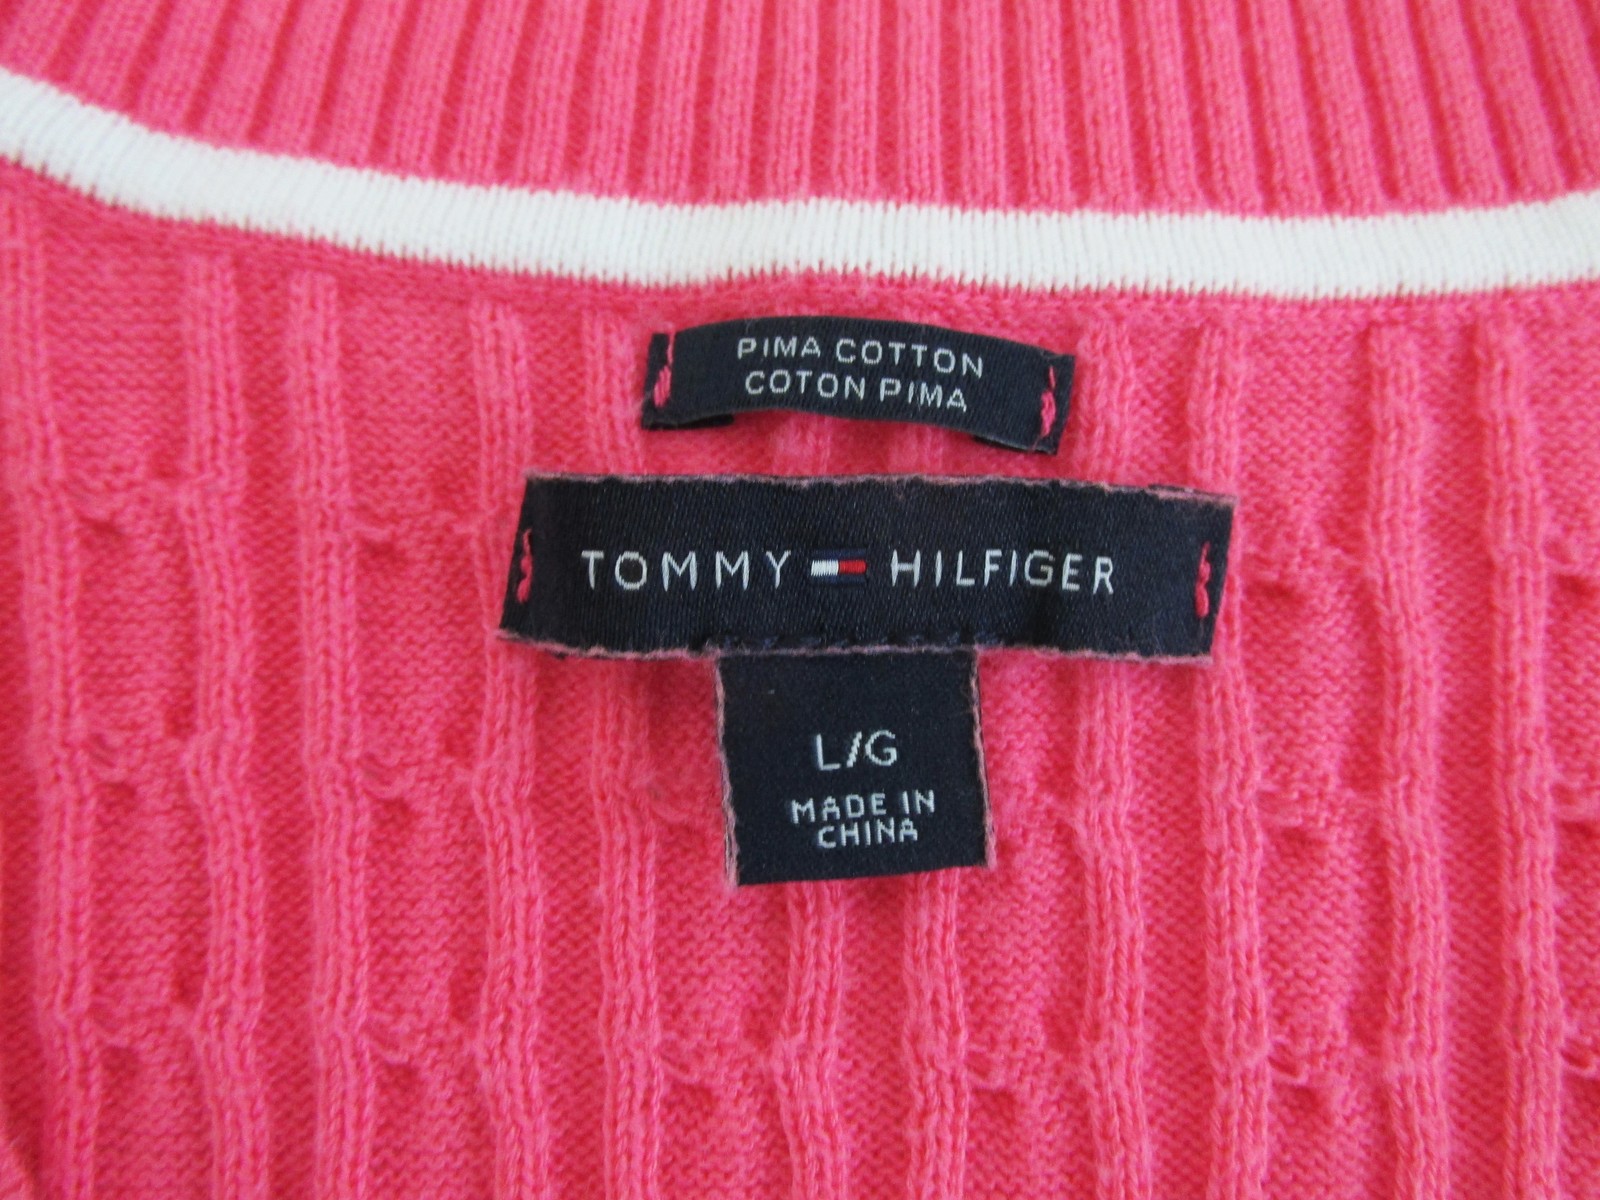 PIMA COTTON
COTON PIMA
TOMMY HILFIGER
L/G
MADE IN
CHINA